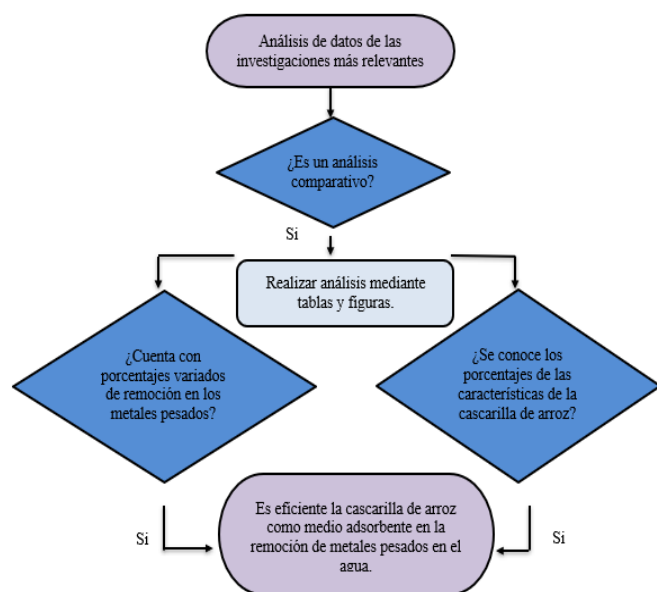 Análisis de datos de las
investigaciones más relevantes
¿Es un análisis
comparativo?
Si
Realizar análisis mediante
tablas y figuras.
¿Cuenta con
porcentajes variados
de remoción en los
metales pesados?
¿Se conoce los
porcentajes de las
características de la
cascarilla de arroz?
Es eficiente la cascarilla de arroz
como medio adsorbente en la
remoción de metales pesados en el
agua.
Si
Si